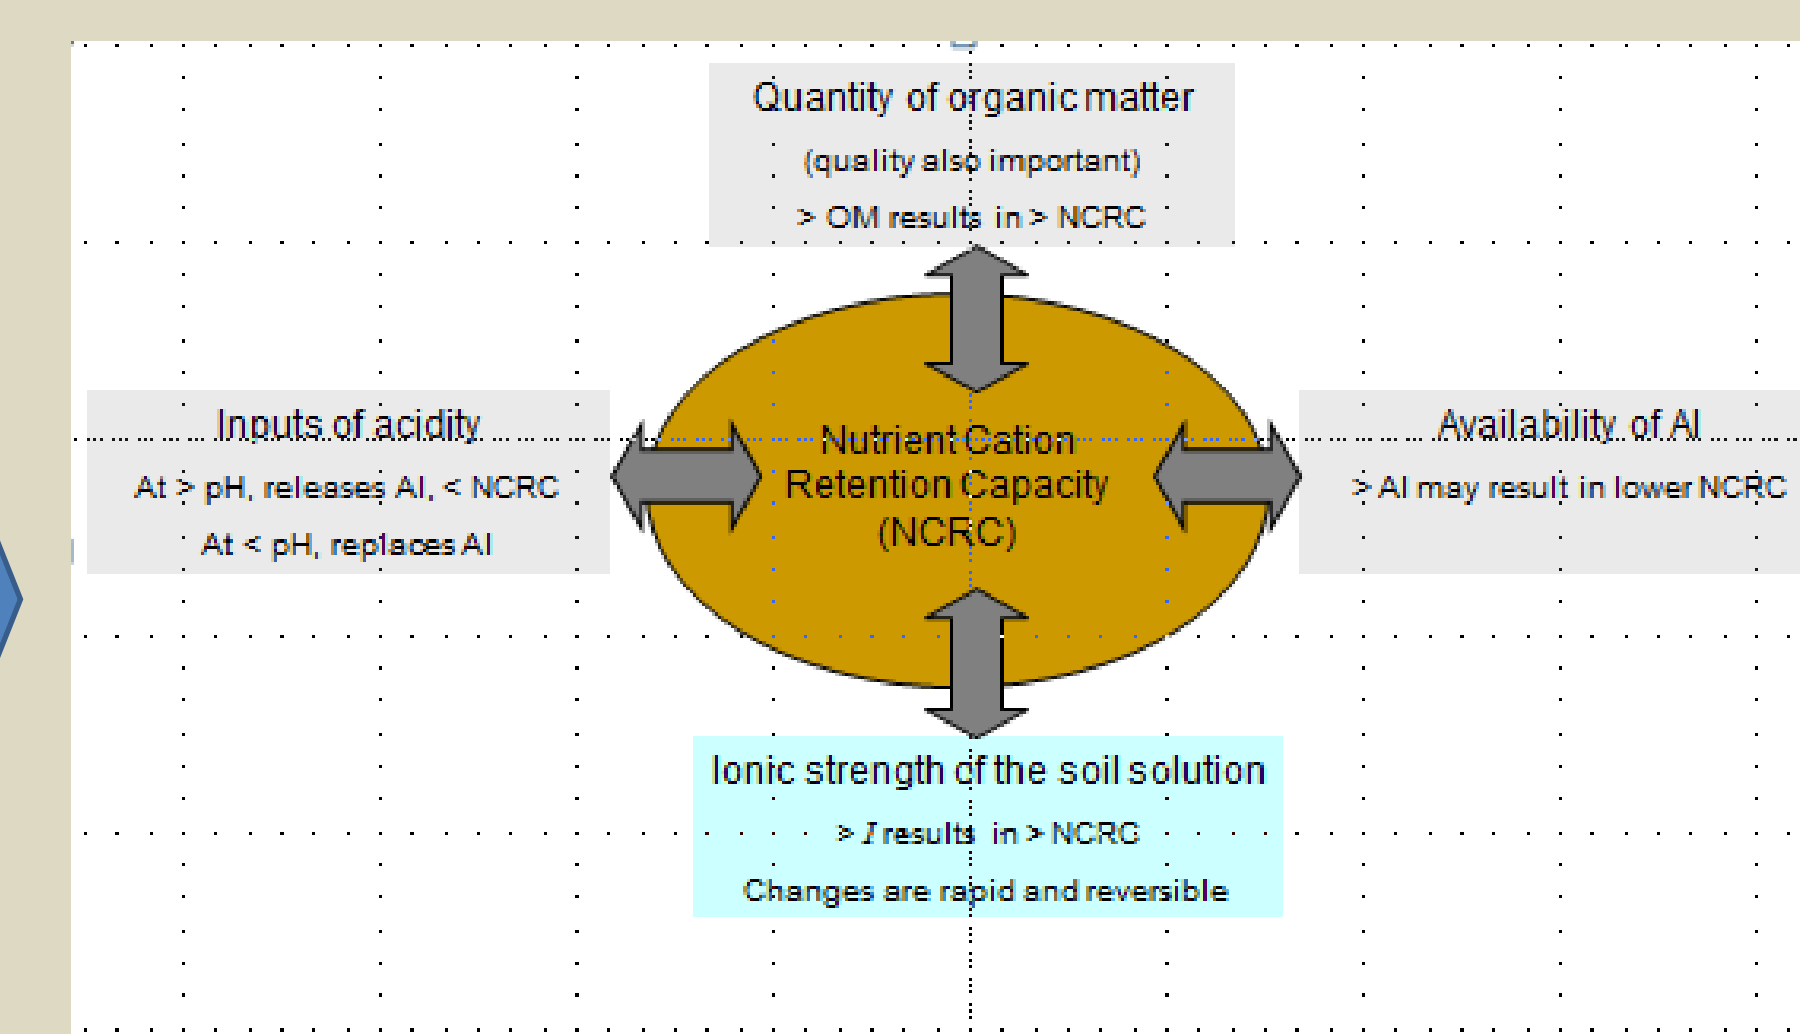 Quantity of organic matter
(quality also important)
> OM results in > NCRC
Inputs of acidity
At > pH, releases Al, < NCRC
At < pH, replaces Al
Nutrient Cation
Retention Capacity
(NCRC)
Availability of Al
> Al may result in lower NCRC
Ionic strength of the soil solution
> I results in > NCRC
Changes are rapid and reversible